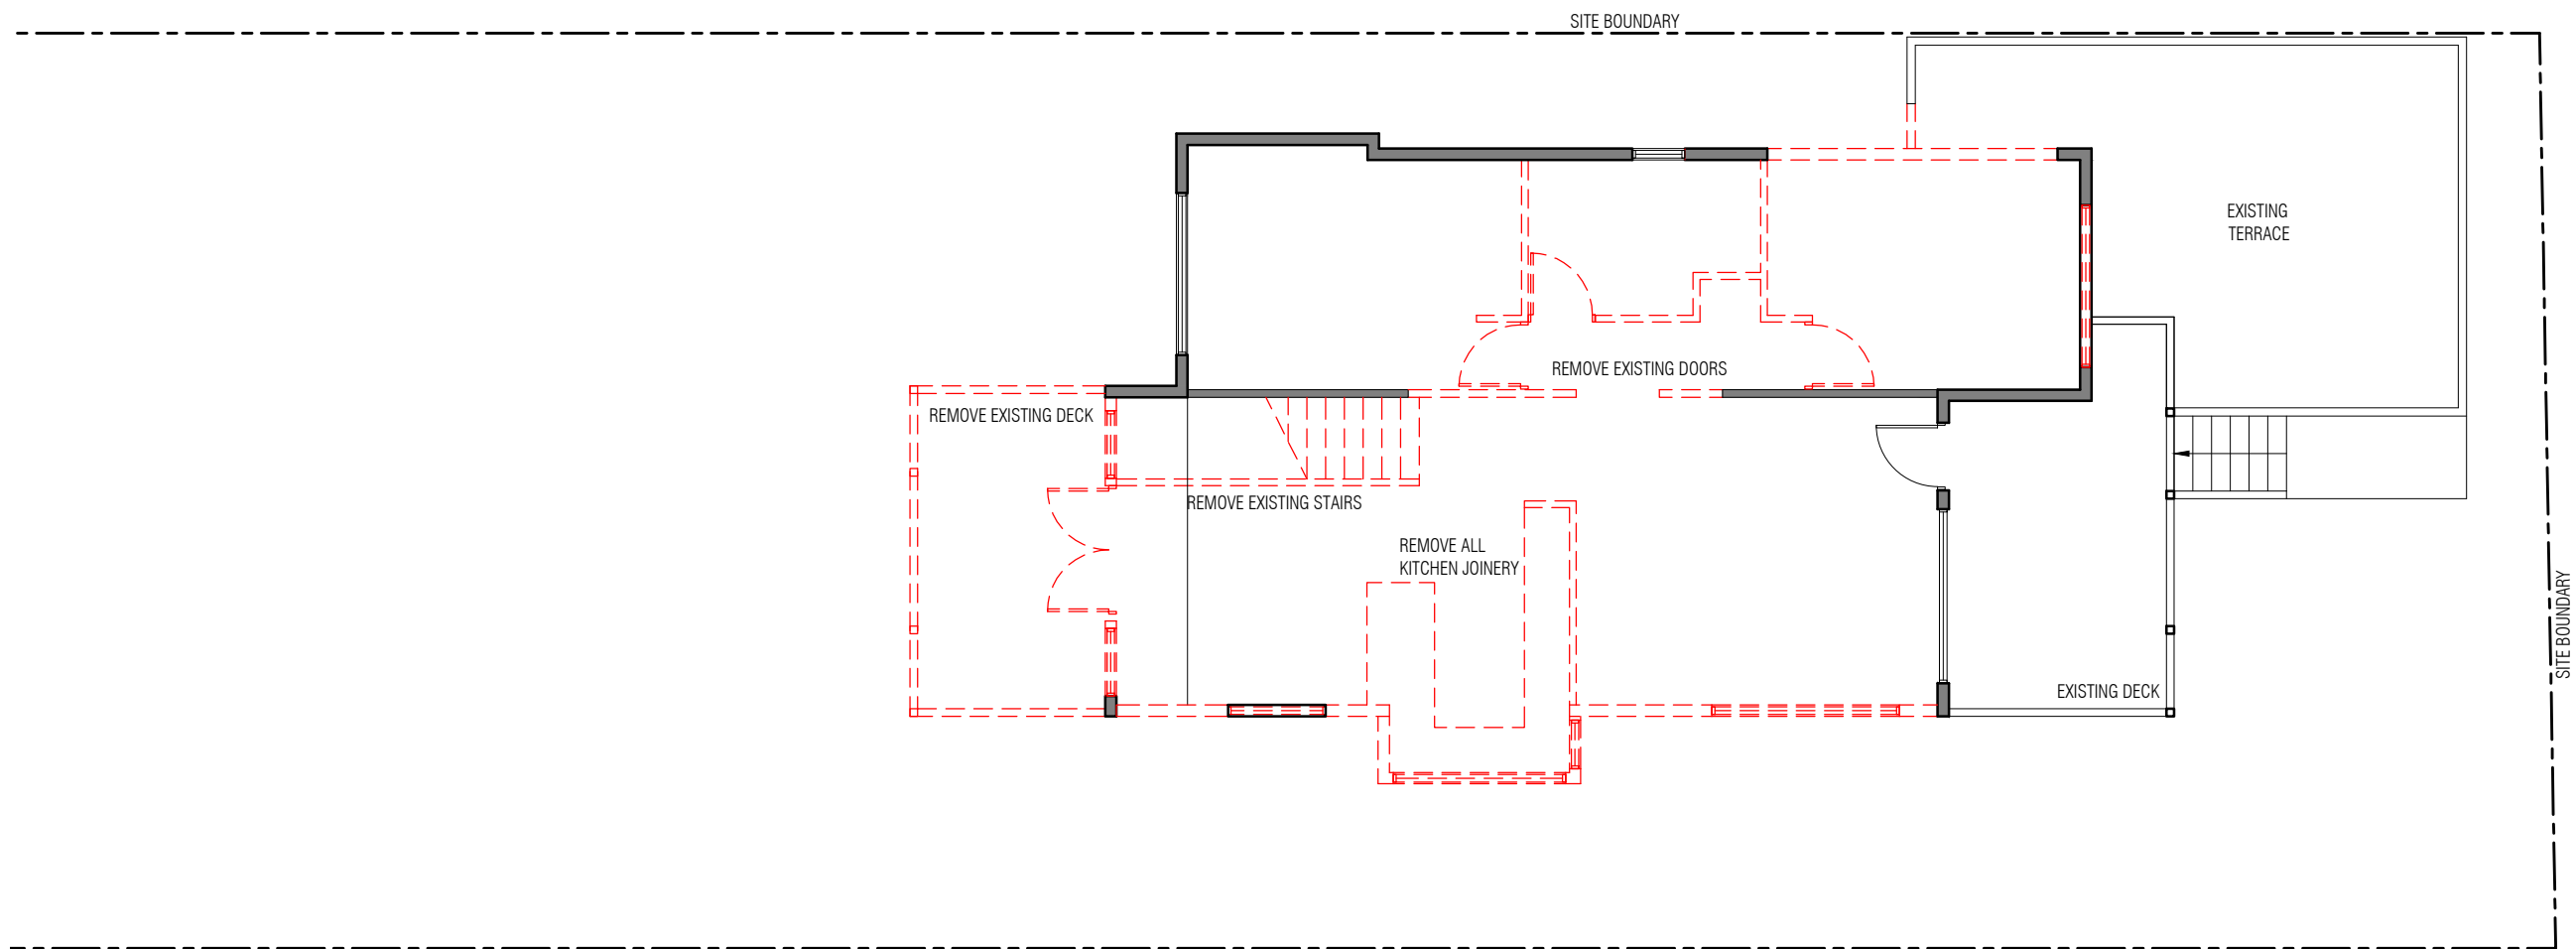 SITE BOUNDARY
EXISTING
TERRACE
REMOVE EXISTING DOORS
REMOVE EXISTING DECK
REMOVE EXISTING STAIRS
REMOVE ALL
KITCHEN JOINERY
SITE BOUNDARY
EXISTING DECK